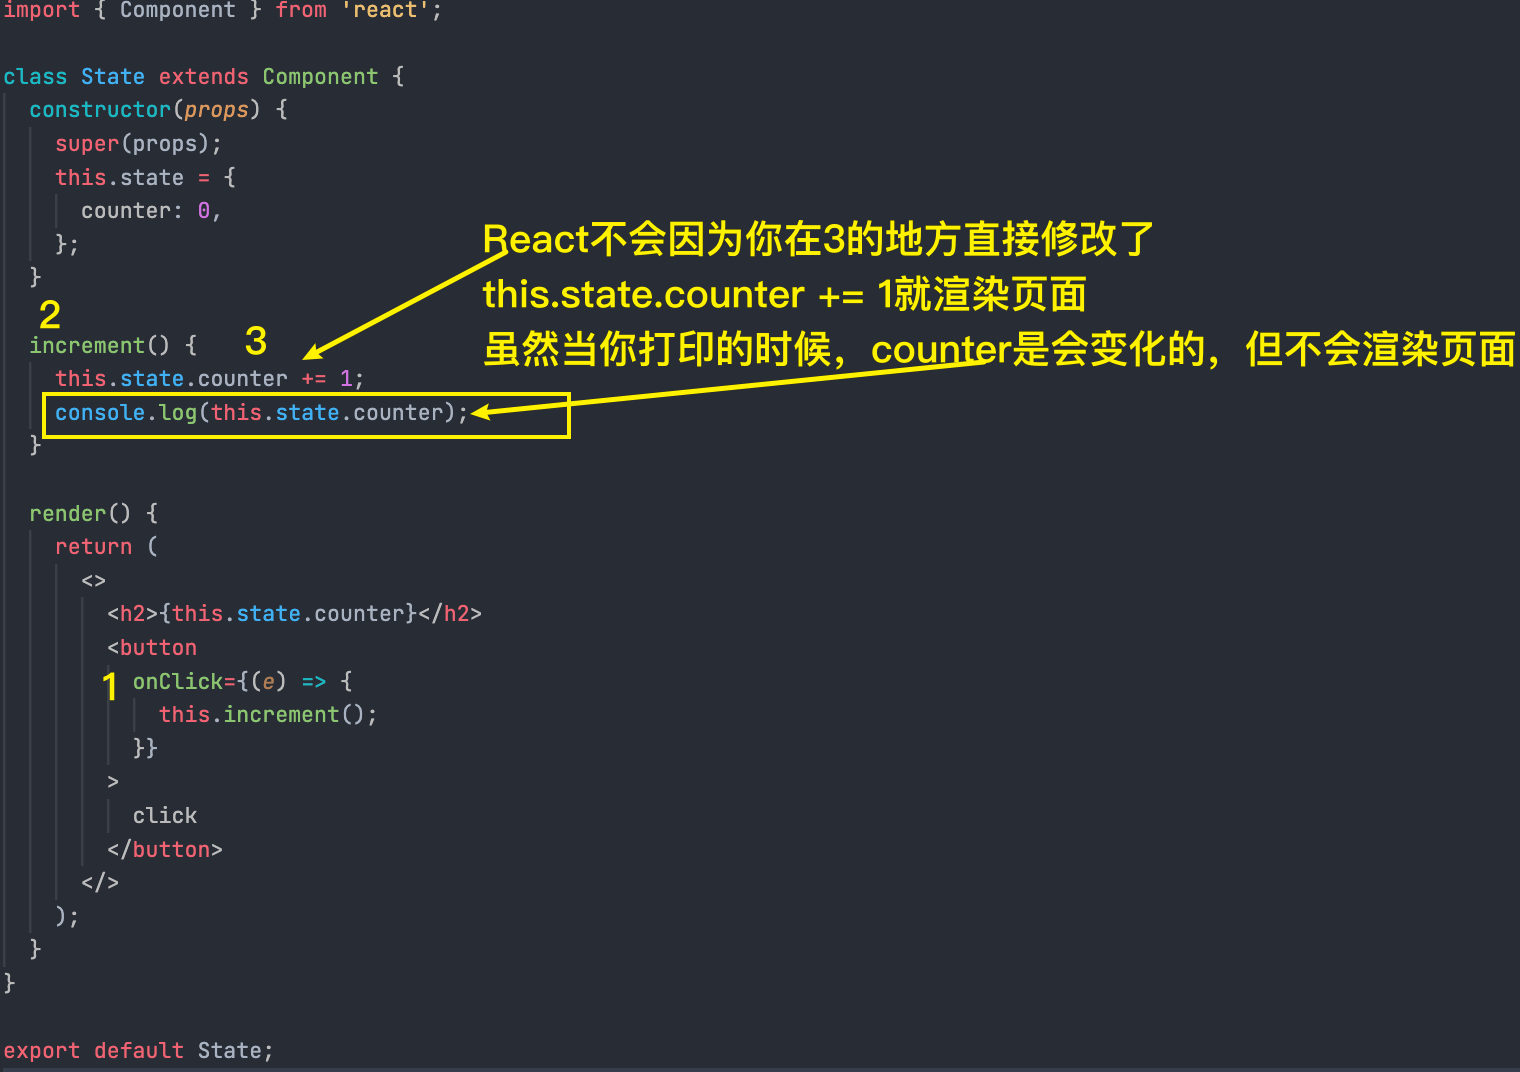 import { Component } from 'react';
class State extends Component {
constructor(props) {
super(props);
this.state = {
counter: 0,
};
}
React不会因为你在3的地方直接修改了
this.state.counter += 1就渲染页面
虽然当你打印的时候，counter是会变化的，但不会渲染页面
2
3
increment() {
this.state.counter += 1;
console.log(this.state.counter);
}
render() {
return (
<>
<h2>{this.state.counter}</h2>
<button
1
onClick={(e) => {
this.increment();
}}
>
click
</button>
</>
);
}
}
export default State;